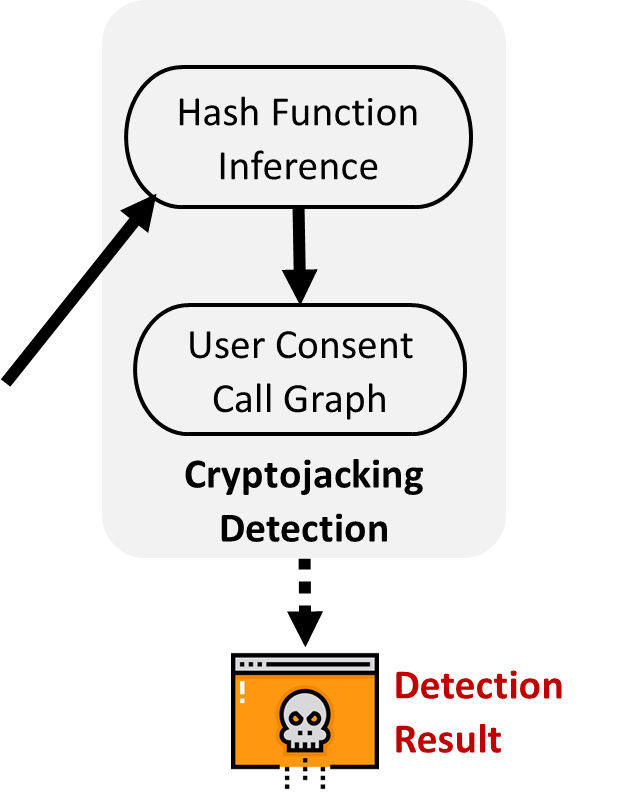 Hash Function
Inference
User Consent
Call Graph
Cryptojacking
Detection
!
Detection
Result